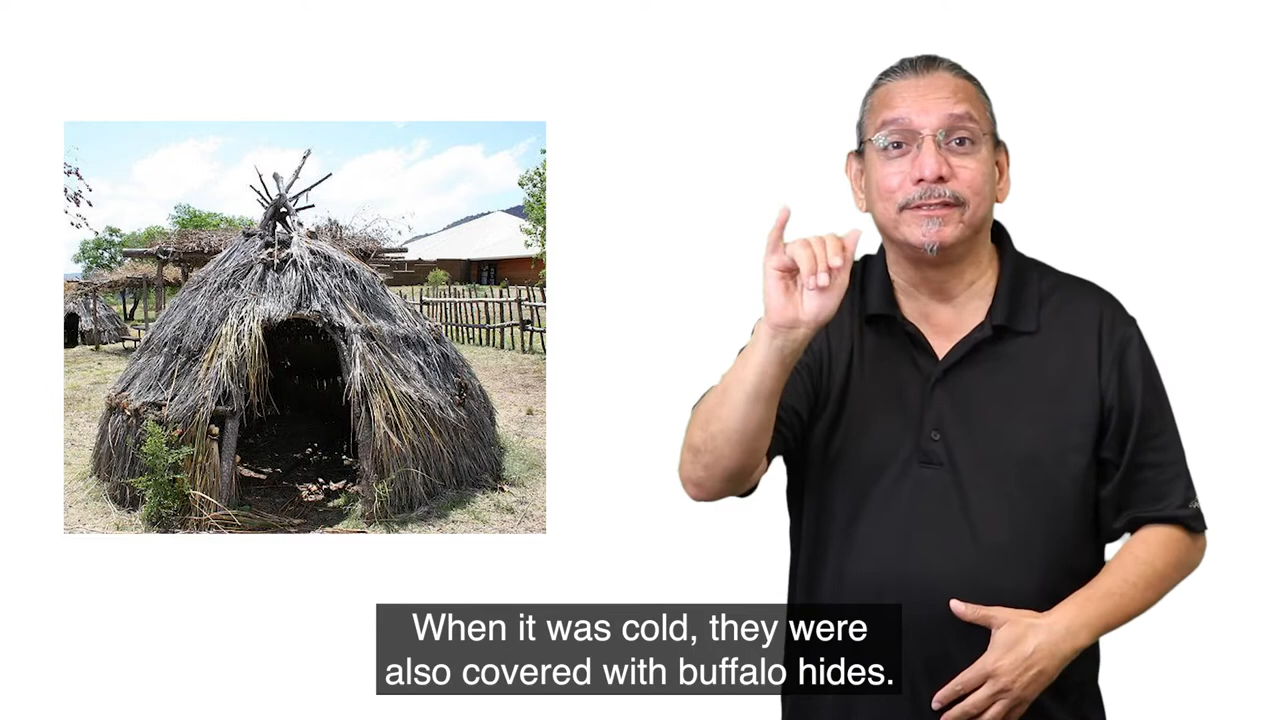 When it was cold, they were
also covered with buffalo hides.